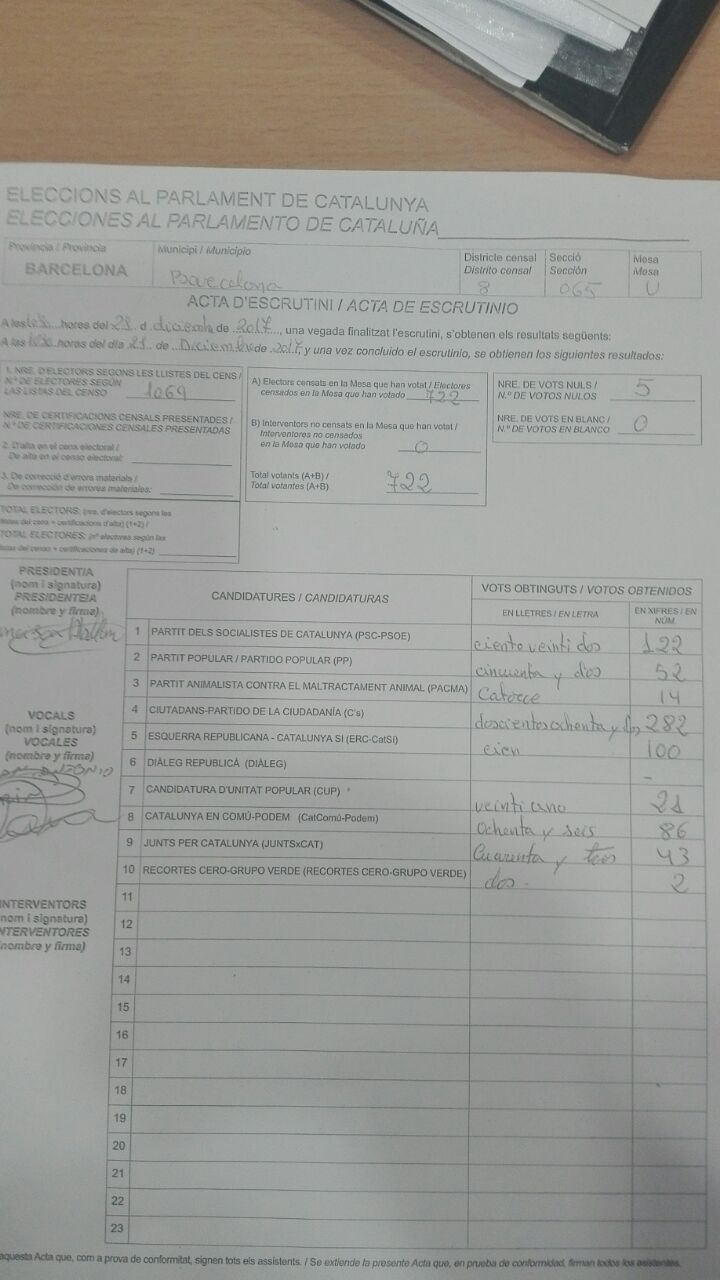 ELECCIONS AL PARLAMENT DE CATALUNYA
ELECCIONES AL PARLAMENTO DE CATALUÑA
Provincia / Provincia
BARCELONA
Municipi / Municipio
Barcelona
Districte censal
Distrito censal
8
Secció
Sección
065
Mesa
Mesa
U
ACTA D'ESCRUTINI / ACTA DE ESCRUTINIO
A les hores del 21 d diciemb de 2017, una vegada finalitzat l'escrutini, s'obtenen els resultats següents:
A las horas del día 21 de Diciembre de 2017, y una vez concluido el escrutinio, se obtienen los siguientes resultados:
1. NRE. D'ELECTORS SEGONS LES LLISTES DEL CENS /
N.º DE ELECTORES SEGÚN
LAS LISTAS DEL CENSO 1069
NRE. DE CERTIFICACIONS CENSALS PRESENTADES /
N.º DE CERTIFICACIONES CENSALES PRESENTADAS
2. D'alta en el cens electoral /
De alta en el censo electoral:
3. De correcció d'errors materials /
De corrección de errores materiales:
TOTAL ELECTORS: (nre. d'electors segons les
llistes del cens + certificacions d'alta) (1+2) /
TOTAL ELECTORES: (nº electores según las
listas del censo + certificaciones de alta) (1+2)
A) Electors censats en la Mesa que han votat / Electores
censados en la Mesa que han votado 722
B) Interventors no censats en la Mesa que han votat /
Interventores no censados
en la Mesa que han votado 0
Total votants (A+B) /
Total votantes (A+B) 722
NRE. DE VOTS NULS /
N.º DE VOTOS NULOS 5
NRE. DE VOTS EN BLANC /
N.º DE VOTOS EN BLANCO 0
PRESIDENT/A
(nom i signatura)
PRESIDENTE/A
(nombre y firma)
VOCALS
(nom i signatura)
VOCALES
(nombre y firma)
INTERVENTORS
(nom i signatura)
INTERVENTORES
(nombre y firma)
CANDIDATURES / CANDIDATURAS
VOTS OBTINGUTS / VOTOS OBTENIDOS
EN LLETRES / EN LETRA
EN XIFRES / EN NÚM
1 PARTIT DELS SOCIALISTES DE CATALUNYA (PSC-PSOE) ciento veinti dos 122
2 PARTIT POPULAR / PARTIDO POPULAR (PP) cincuenta y dos 52
3 PARTIT ANIMALISTA CONTRA EL MALTRACTAMENT ANIMAL (PACMA) Catorce 14
4 CIUTADANS-PARTIDO DE LA CIUDADANÍA (C's) doscientos ochenta y dos 282
5 ESQUERRA REPUBLICANA - CATALUNYA SI (ERC-CatSí) cien 100
6 DIÀLEG REPUBLICÀ (DIÀLEG) -
7 CANDIDATURA D'UNITAT POPULAR (CUP) veinti uno 21
8 CATALUNYA EN COMÚ-PODEM (CatComú-Podem) Ochenta y seis 86
9 JUNTS PER CATALUNYA (JUNTSxCAT) Cuarenta y tres 43
10 RECORTES CERO-GRUPO VERDE (RECORTES CERO-GRUPO VERDE) dos. 2
11
12
13
14
15
16
17
18
19
20
21
22
23
aquesta Acta que, com a prova de conformitat, signen tots els assistents. / Se extiende la presente Acta que, en prueba de conformidad, firman todos los asistentes.